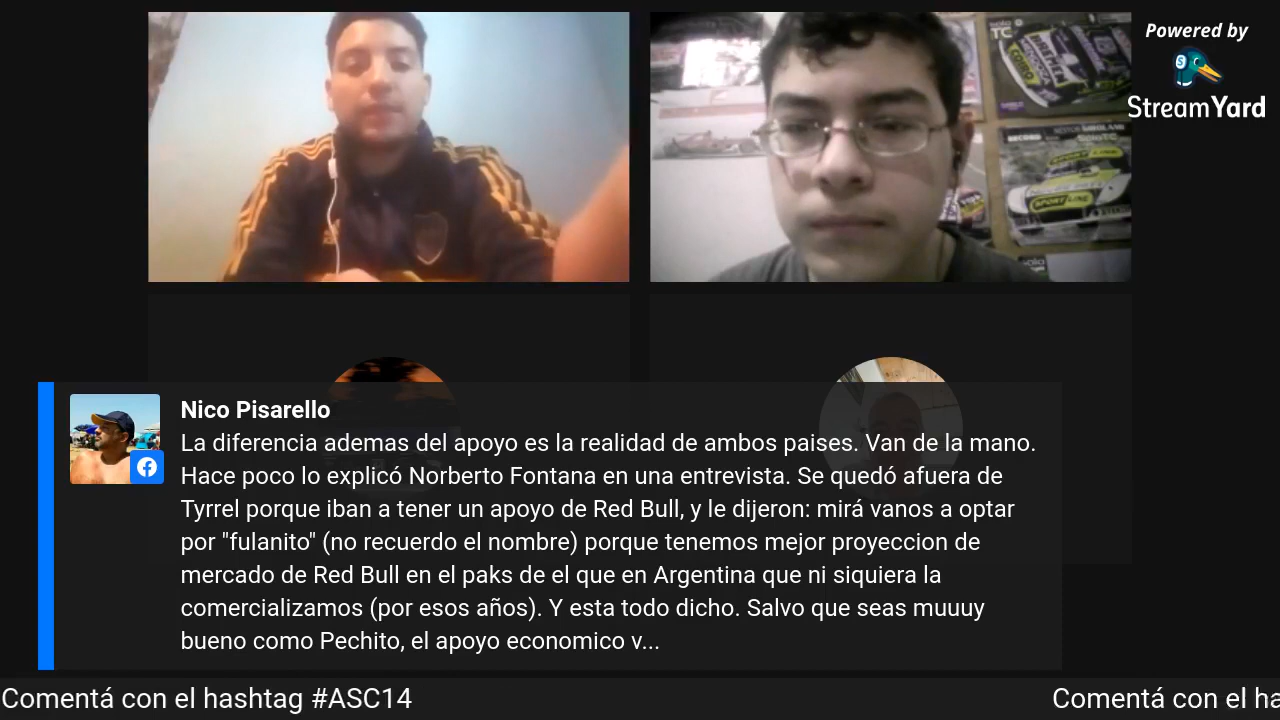 Powered by
StreamYard
TC
RECORD
SPORT LINE
Nico Pisarello
La diferencia ademas del apoyo es la realidad de ambos paises. Van de la mano.
Hace poco lo explicó Norberto Fontana en una entrevista. Se quedó afuera de
Tyrrel porque iban a tener un apoyo de Red Bull, y le dijeron: mirá vanos a optar
por "fulanito" (no recuerdo el nombre) porque tenemos mejor proyeccion de
mercado de Red Bull en el paks de el que en Argentina que ni siquiera la
comercializamos (por esos años). Y esta todo dicho. Salvo que seas muuuy
bueno como Pechito, el apoyo economico v...
Comentá con el hashtag #ASC14
Comentá con el ha